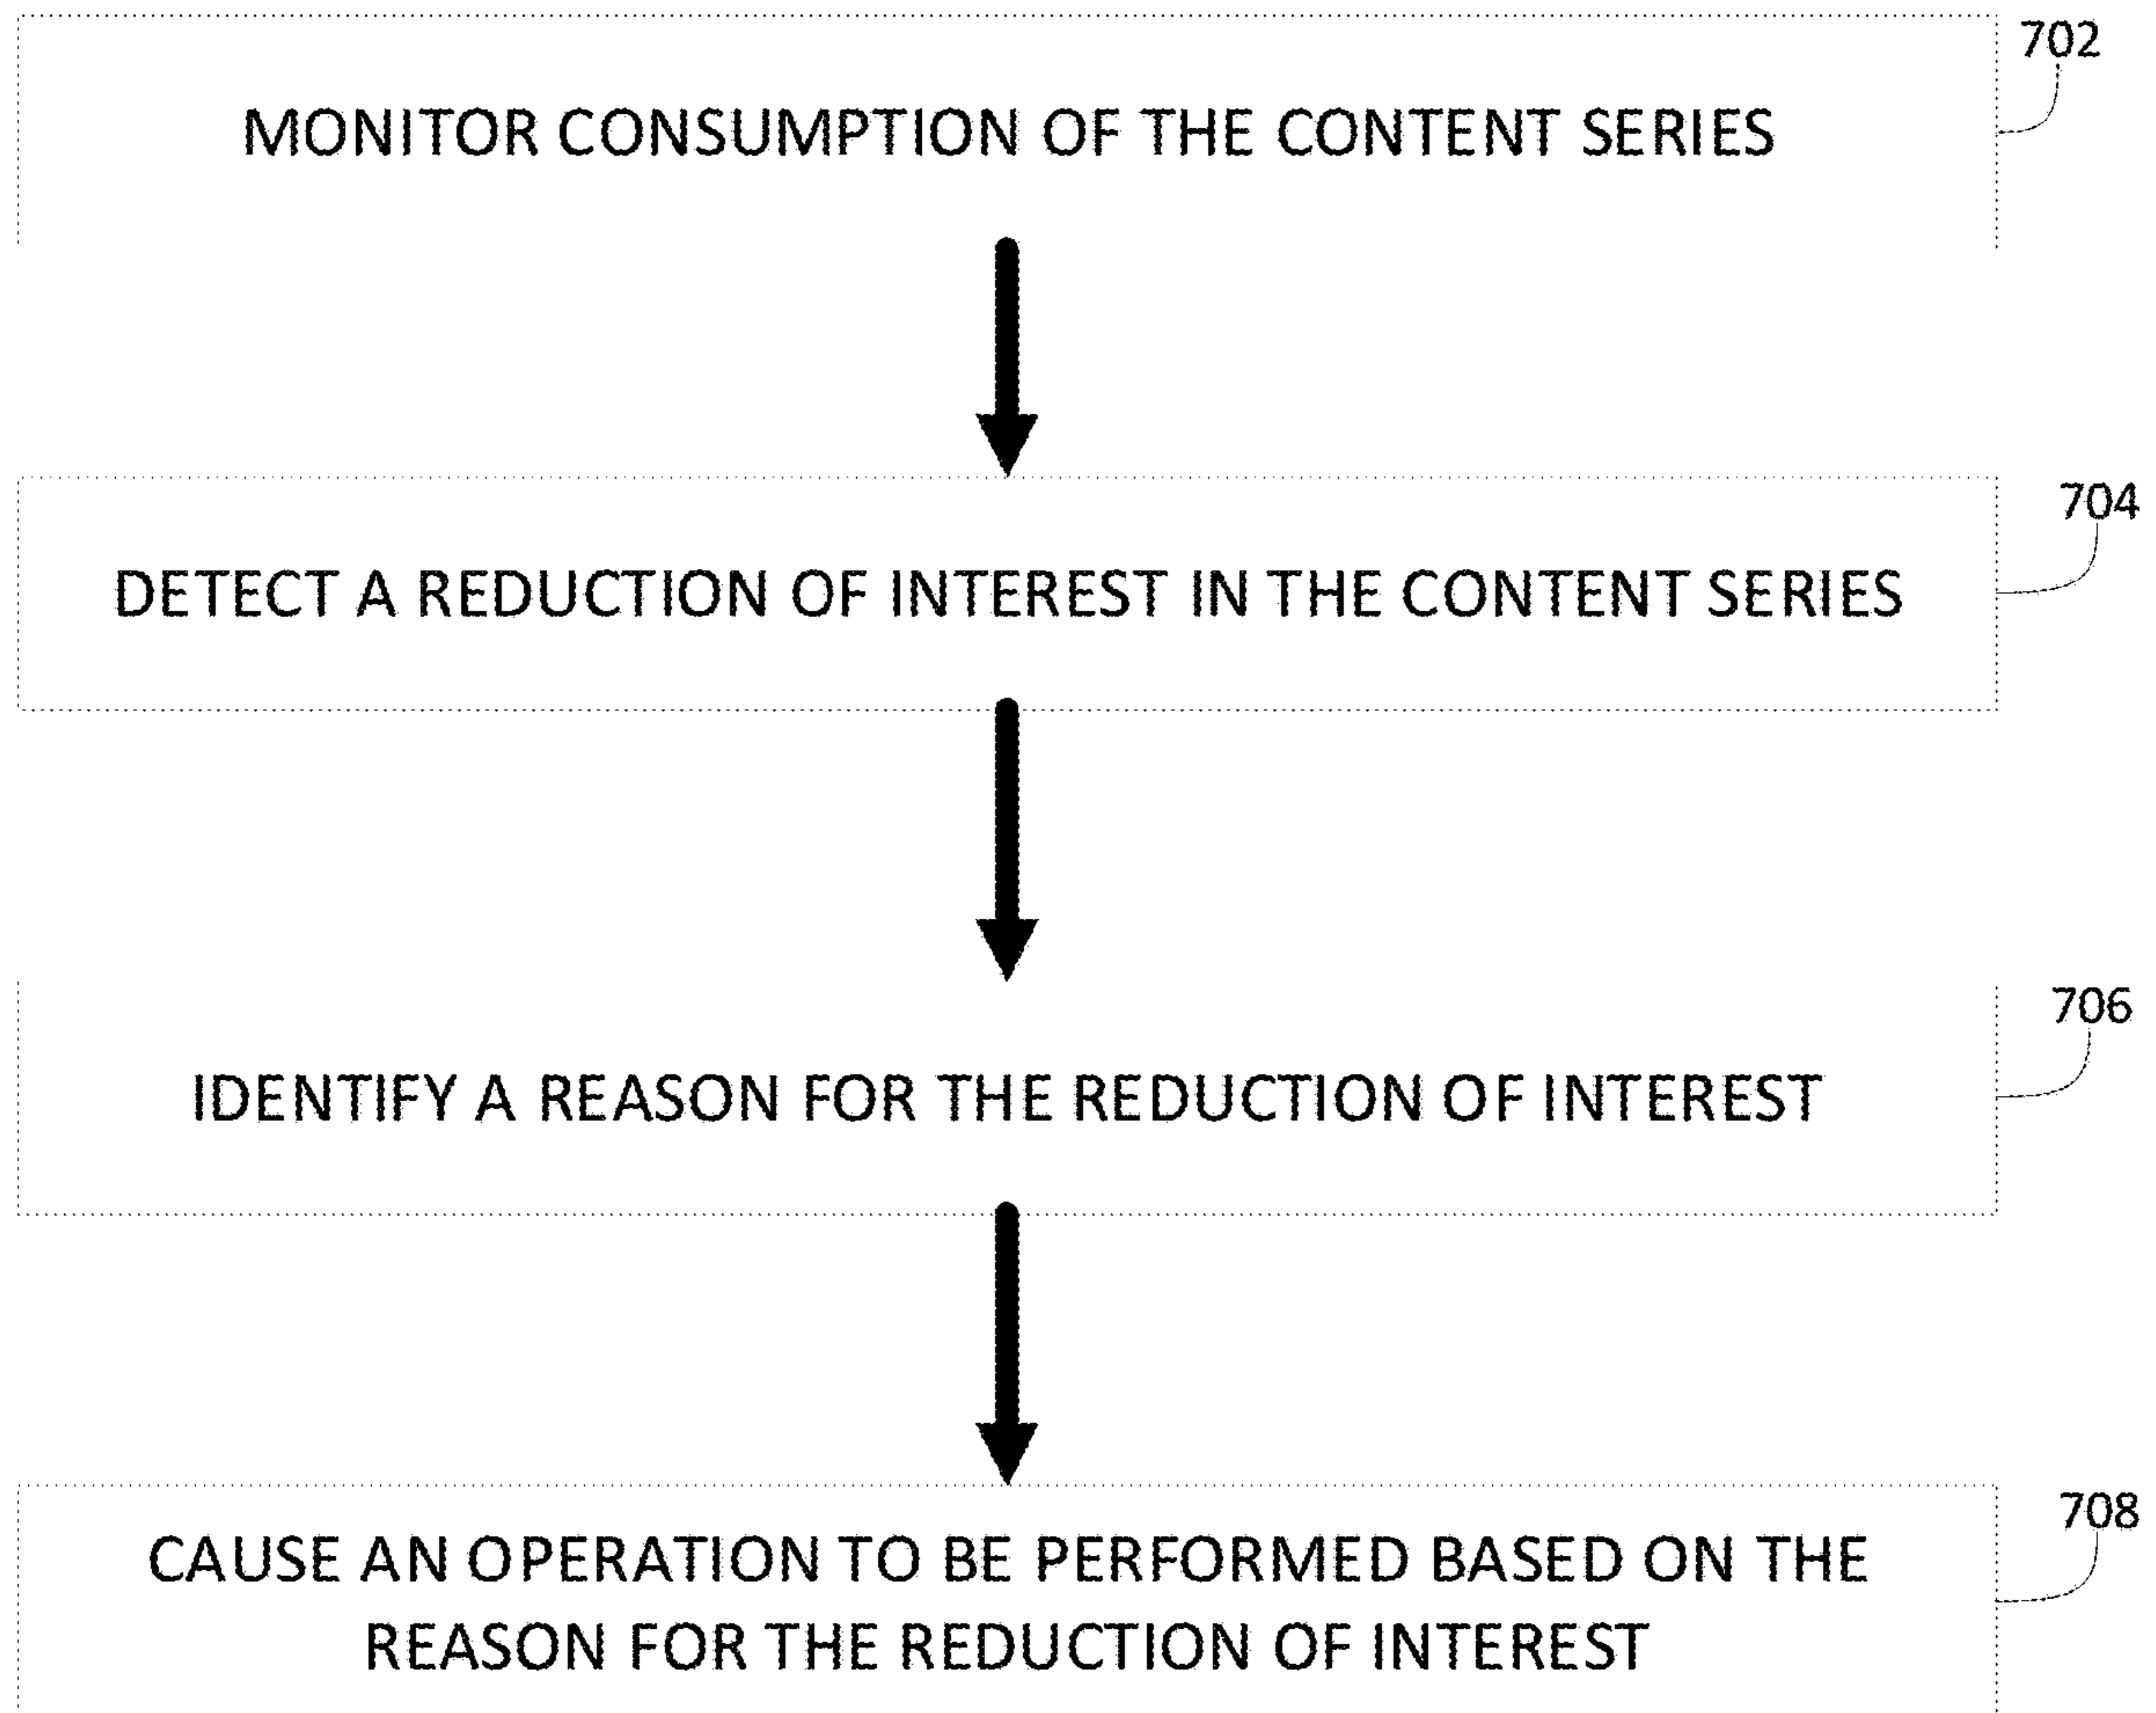 702
MONITOR CONSUMPTION OF THE CONTENT SERIES
704
DETECT A REDUCTION OF INTEREST IN THE CONTENT SERIES
706
IDENTIFY A REASON FOR THE REDUCTION OF INTEREST
708
CAUSE AN OPERATION TO BE PERFORMED BASED ON THE
REASON FOR THE REDUCTION OF INTEREST